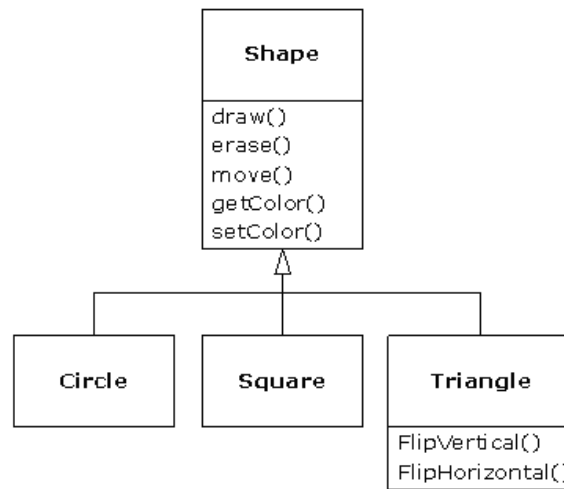 Shape
draw()
erase()
move()
getColor()
setColor()
Circle
Square
Triangle
FlipVertical()
FlipHorizontal()